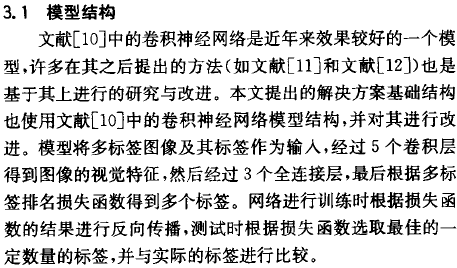 3.1 模型结构
文献[10]中的卷积神经网络是近年来效果较好的一个模
型,许多在其之后提出的方法(如文献[11]和文献[12])也是
基于其上进行的研究与改进。本文提出的解决方案基础结构
也使用文献[10]中的卷积神经网络模型结构,并对其进行改
进。模型将多标签图像及其标签作为输入,经过5个卷积层
得到图像的视觉特征,然后经过3个全连接层,最后根据多标
签排名损失函数得到多个标签。网络进行训练时根据损失函
数的结果进行反向传播,测试时根据损失函数选取最佳的一
定数量的标签,并与实际的标签进行比较。